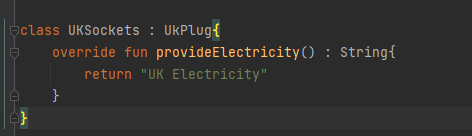 class UKSockets : UkPlug{
override fun provideElectricity() : String{
return "UK Electricity"
}
}